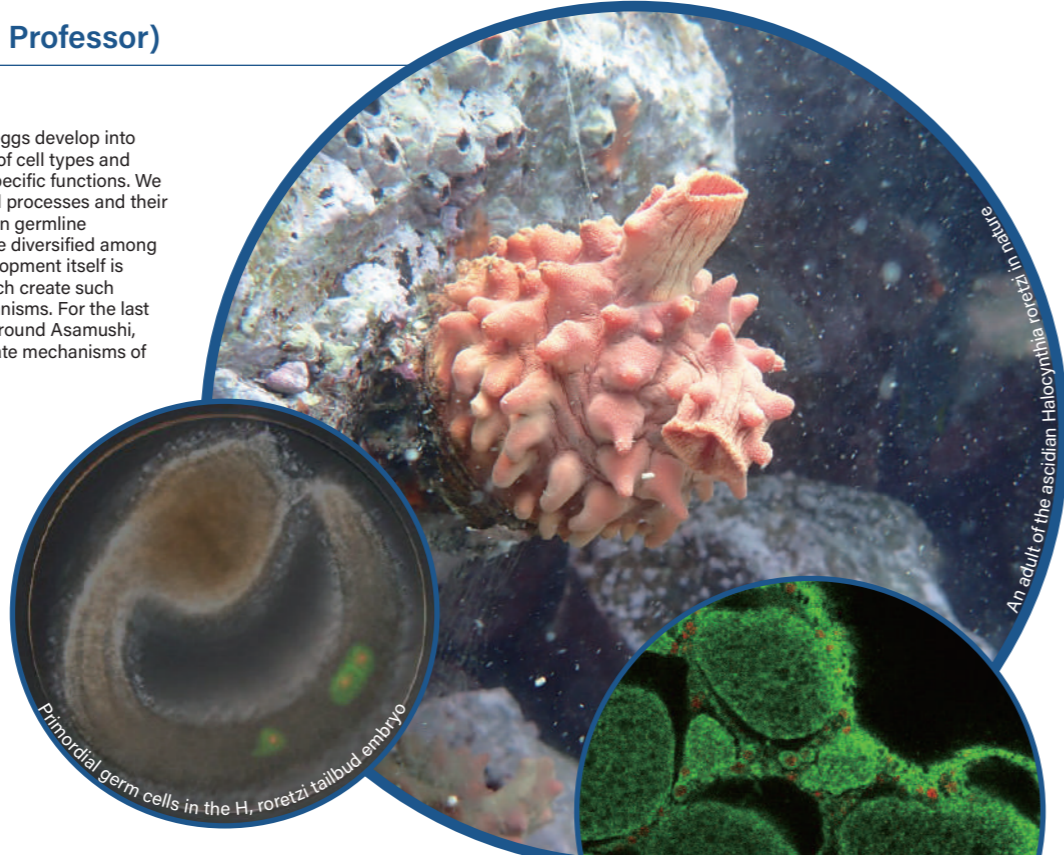 Professor)
ggs develop into
of cell types and
pecific functions. We
l processes and their
n germline
e diversified among
opment itself is
ch create such
anisms. For the last
round Asamushi,
ate mechanisms of
An adult of the ascidian Halocynthia roretzi in nature
Primordial germ cells in the H, roretzi tailbud embryo